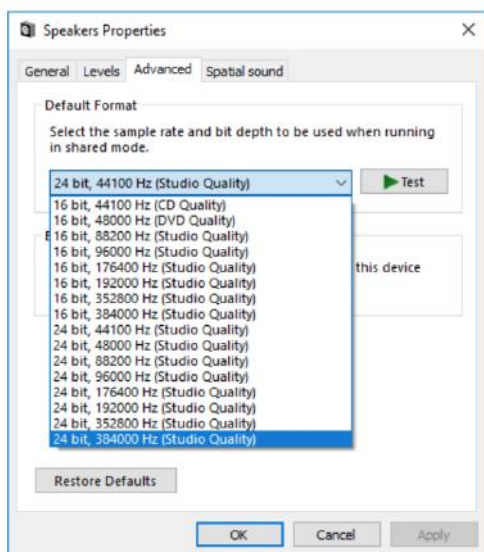 Speakers Properties
General Levels Advanced Spatial sound
Default Format
Select the sample rate and bit depth to be used when running
in shared mode.
24 bit, 44100 Hz (Studio Quality)
Test
16 bit, 44100 Hz (CD Quality)
16 bit, 48000 Hz (DVD Quality)
16 bit, 88200 Hz (Studio Quality)
16 bit, 96000 Hz (Studio Quality)
16 bit, 176400 Hz (Studio Quality)
this device
16 bit, 192000 Hz (Studio Quality)
16 bit, 352800 Hz (Studio Quality)
16 bit, 384000 Hz (Studio Quality)
24 bit, 44100 Hz (Studio Quality)
24 bit, 48000 Hz (Studio Quality)
24 bit, 88200 Hz (Studio Quality)
24 bit, 96000 Hz (Studio Quality)
24 bit, 176400 Hz (Studio Quality)
24 bit, 192000 Hz (Studio Quality)
24 bit, 352800 Hz (Studio Quality)
24 bit, 384000 Hz (Studio Quality)
Restore Defaults
OK Cancel Apply